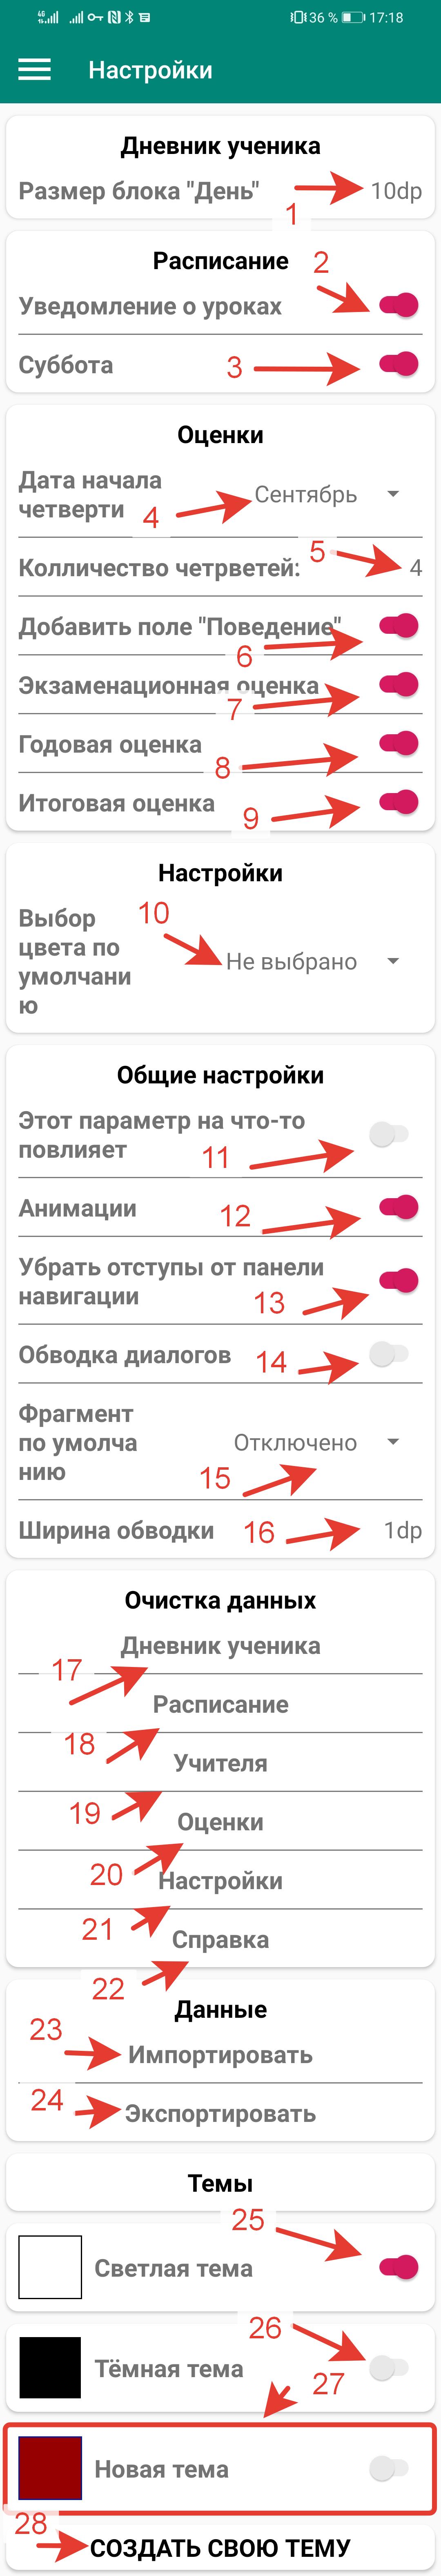 4G 36 % 17:18
Настройки
Дневник ученика
Размер блока "День" 10dp
1
Расписание 2
Уведомление о уроках
Суббота 3
Оценки
Дата начала
четверти 4 Сентябрь
5
Колличество четрветей: 4
Добавить поле "Поведение"
6
Экзаменационная оценка
7
Годовая оценка
8
Итоговая оценка 9
Настройки
Выбор 10
цвета по
умолчани Не выбрано
ю
Общие настройки
Этот параметр на что-то
повлияет 11
Анимации 12
Убрать отступы от панели
навигации 13
Обводка диалогов 14
Фрагмент
по умолча Отключено
нию 15
Ширина обводки 16 1dp
Очистка данных
Дневник ученика
17
Расписание
18
Учителя
19
Оценки
20
Настройки
21
Справка
22
Данные
23
Импортировать
24
Экспортировать
Темы
25
Светлая тема
26
Тёмная тема
27
Новая тема
28
СОЗДАТЬ СВОЮ ТЕМУ